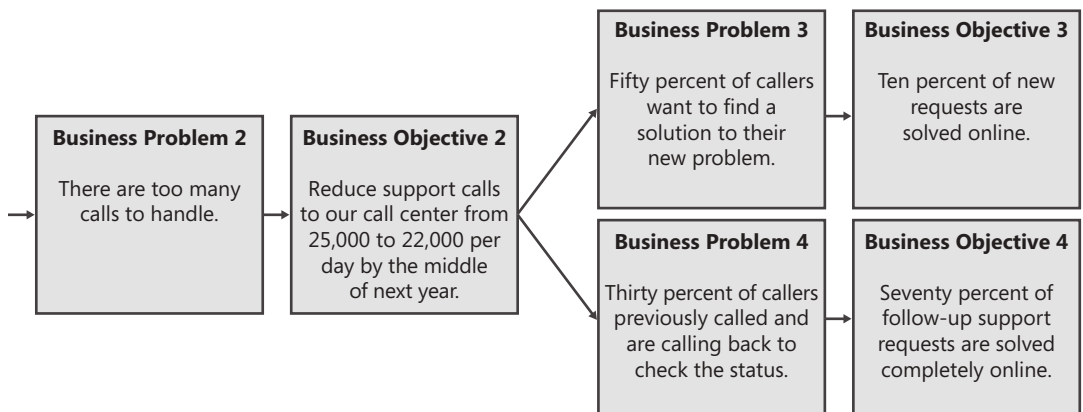 Business Problem 2
There are too many
calls to handle.
Business Objective 2
Reduce support calls
to our call center from
25,000 to 22,000 per
day by the middle
of next year.
Business Problem 3
Fifty percent of callers
want to find a
solution to their
new problem.
Business Objective 3
Ten percent of new
requests are
solved online.
Business Problem 4
Thirty percent of callers
previously called and
are calling back to
check the status.
Business Objective 4
Seventy percent of
follow-up support
requests are solved
completely online.